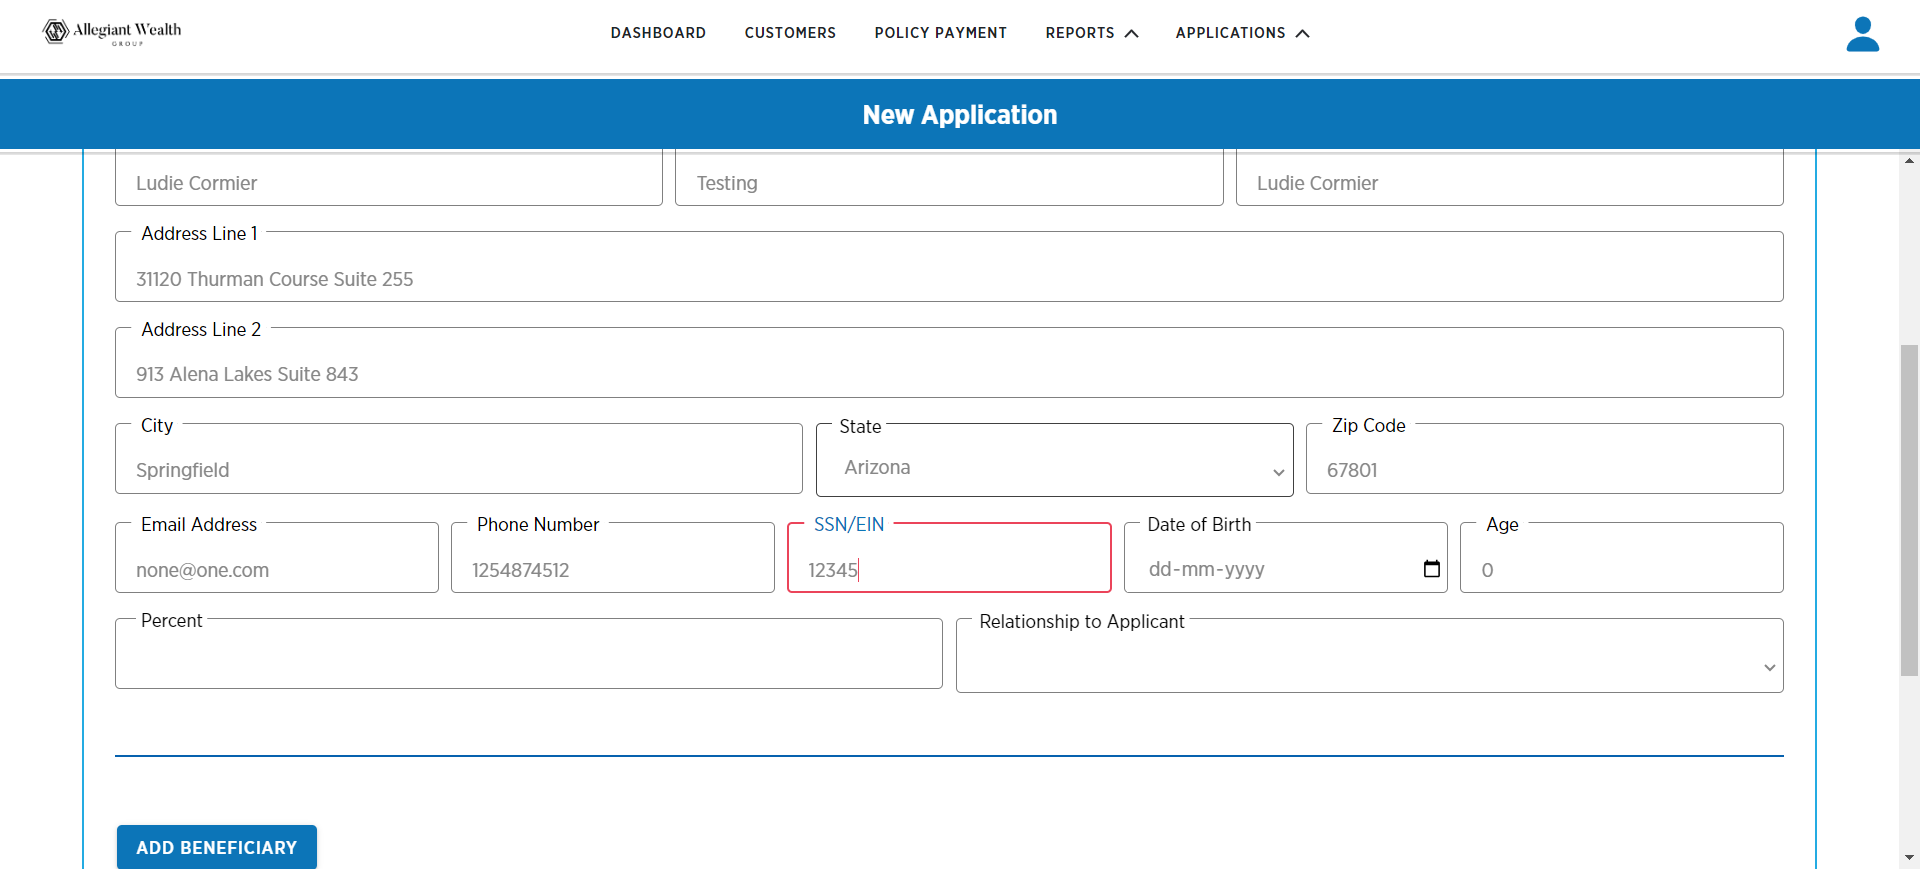 Allegiant Wealth
GROUP
DASHBOARD CUSTOMERS POLICY PAYMENT REPORTS APPLICATIONS
New Application
Ludie Cormier Testing Ludie Cormier
Address Line 1
31120 Thurman Course Suite 255
Address Line 2
913 Alena Lakes Suite 843
City State Zip Code
Springfield Arizona 67801
Email Address Phone Number SSN/EIN Date of Birth Age
none@one.com 1254874512 12345 dd-mm-yyyy 0
Percent Relationship to Applicant
ADD BENEFICIARY